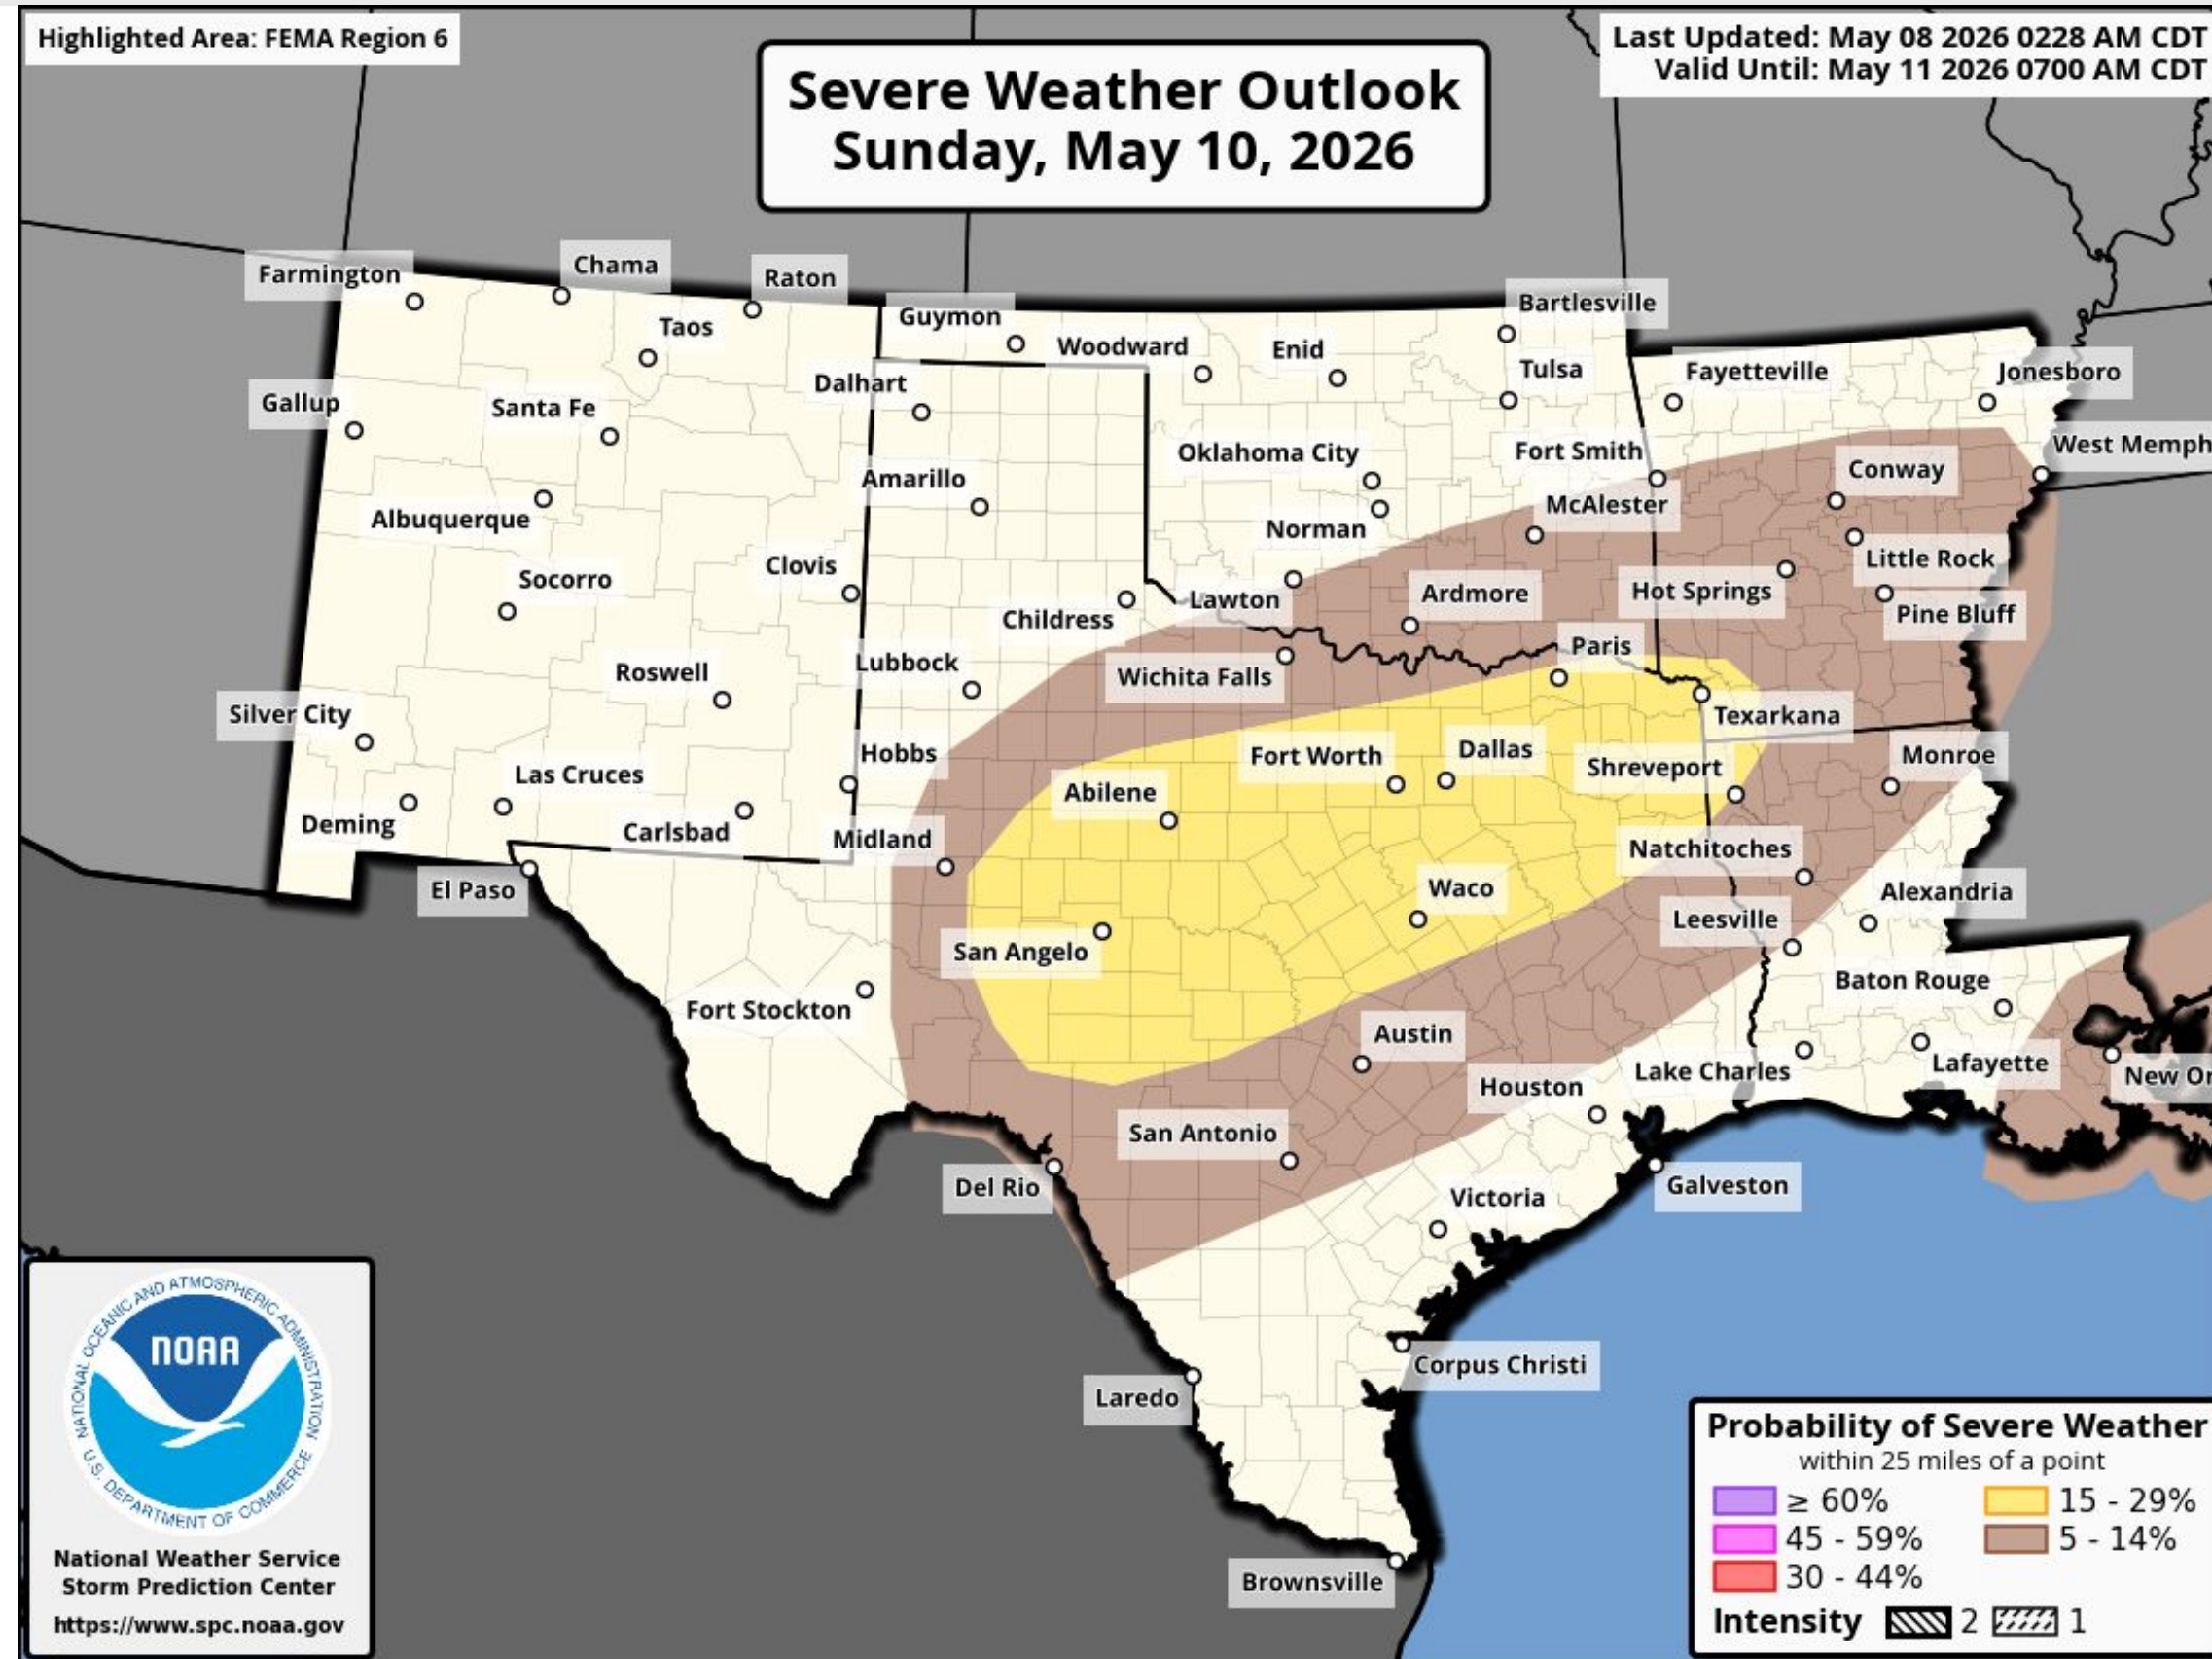 Highlighted Area: FEMA Region 6
Last Updated: May 08 2026 0228 AM CDT
Valid Until: May 11 2026 0700 AM CDT
Severe Weather Outlook
Sunday, May 10, 2026
Farmington
Chama
Raton
Taos
Guymon
Woodward
Enid
Bartlesville
Tulsa
Fayetteville
Jonesboro
Gallup
Santa Fe
Dalhart
Albuquerque
Amarillo
Oklahoma City
Norman
Fort Smith
McAlester
Conway
West Memph
Little Rock
Socorro
Clovis
Childress
Lawton
Ardmore
Hot Springs
Pine Bluff
Roswell
Lubbock
Wichita Falls
Paris
Texarkana
Silver City
Hobbs
Las Cruces
Deming
Carlsbad
Midland
Abilene
Fort Worth
Dallas
Shreveport
Monroe
El Paso
San Angelo
Waco
Natchitoches
Leesville
Alexandria
Fort Stockton
Austin
Baton Rouge
Houston
Lake Charles
Lafayette
New Or
San Antonio
Del Rio
Victoria
Galveston
Corpus Christi
Laredo
Brownsville
NATIONAL OCEANIC AND ATMOSPHERIC ADMINISTRATION
NOAA
U.S. DEPARTMENT OF COMMERCE
National Weather Service
Storm Prediction Center
https://www.spc.noaa.gov
Probability of Severe Weather
within 25 miles of a point
≥ 60% 15 - 29%
45 - 59% 5 - 14%
30 - 44%
Intensity 2 1